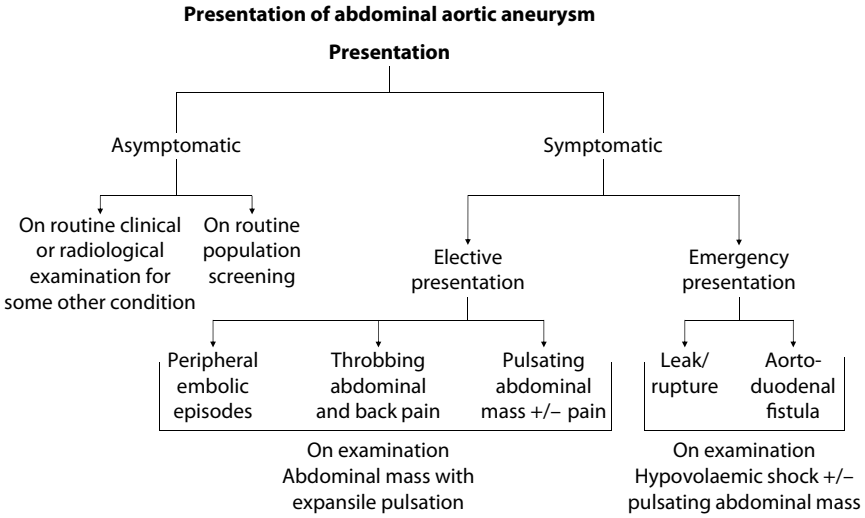 Presentation of abdominal aortic aneurysm
Presentation
Asymptomatic
Symptomatic
On routine clinical
or radiological
examination for
some other condition
On routine
population
screening
Elective
presentation
Emergency
presentation
Peripheral
embolic
episodes
Throbbing
abdominal
and back pain
Pulsating
abdominal
mass +/– pain
Leak/
rupture
Aorto-
duodenal
fistula
On examination
Abdominal mass with
expansile pulsation
On examination
Hypovolaemic shock +/–
pulsating abdominal mass